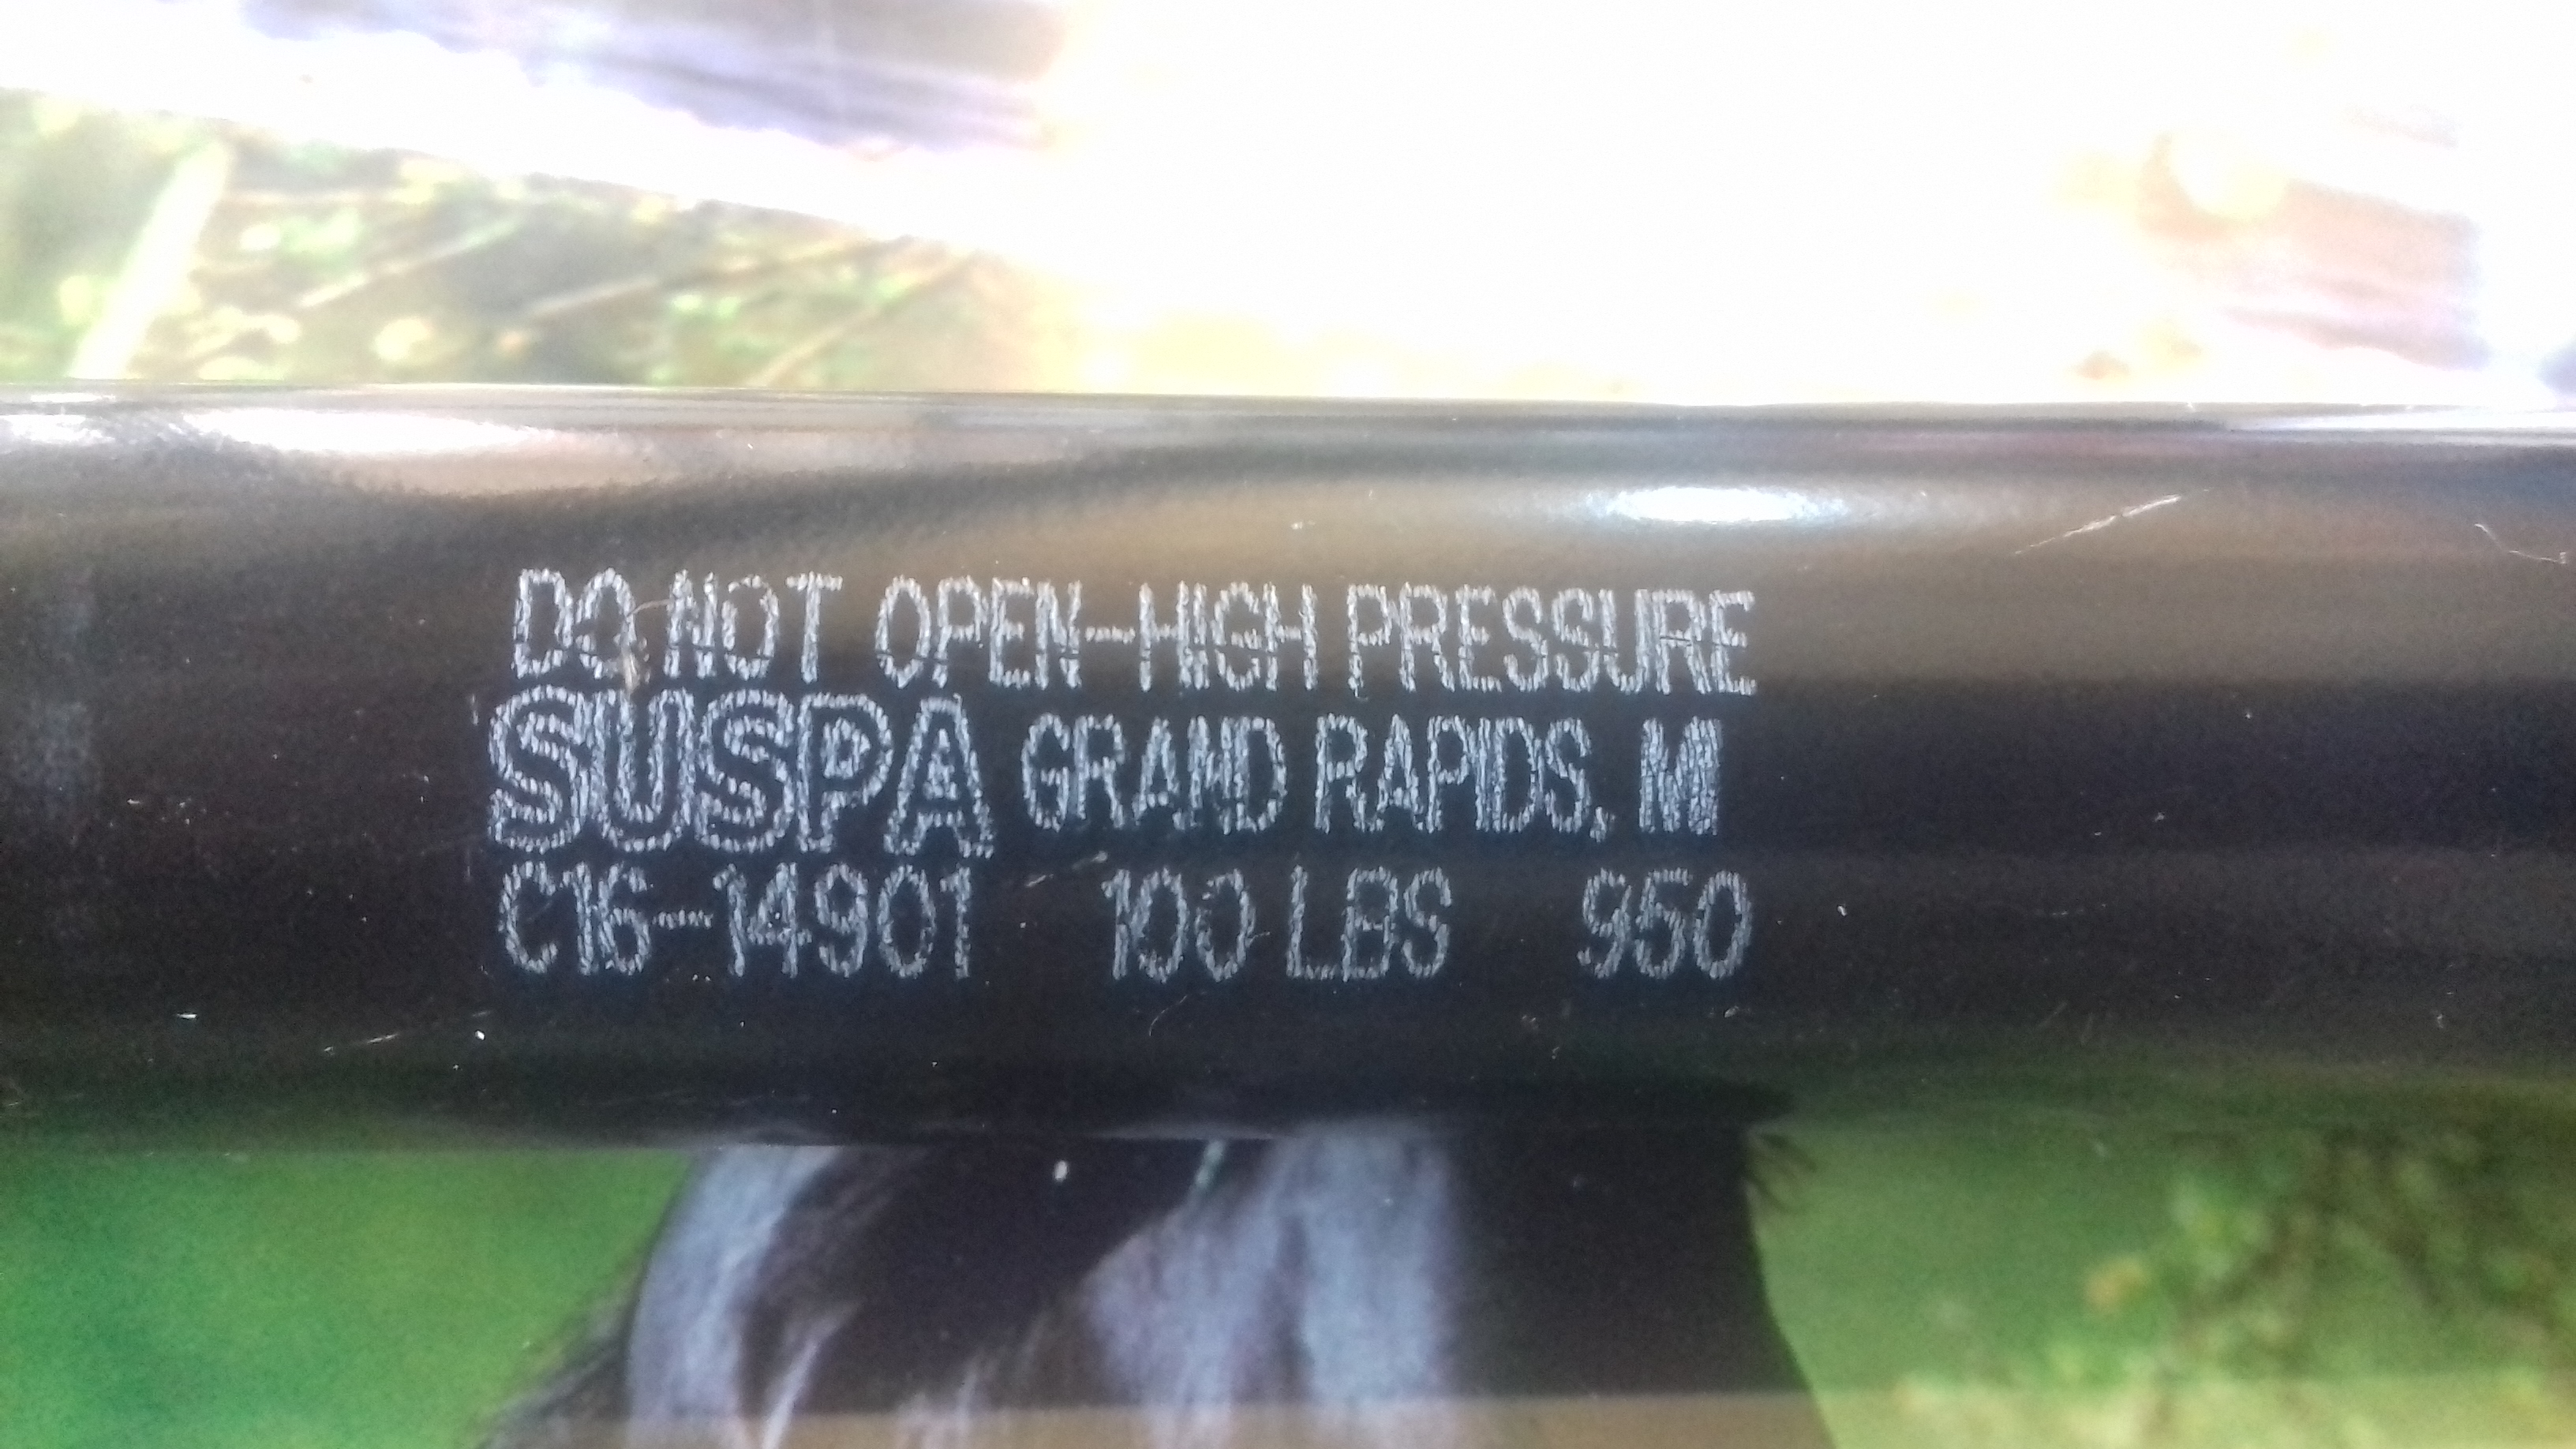 DO NOT OPEN-HIGH PRESSURE
SUSPA GRAND RAPIDS, MI
C16-14901 100 LBS 950